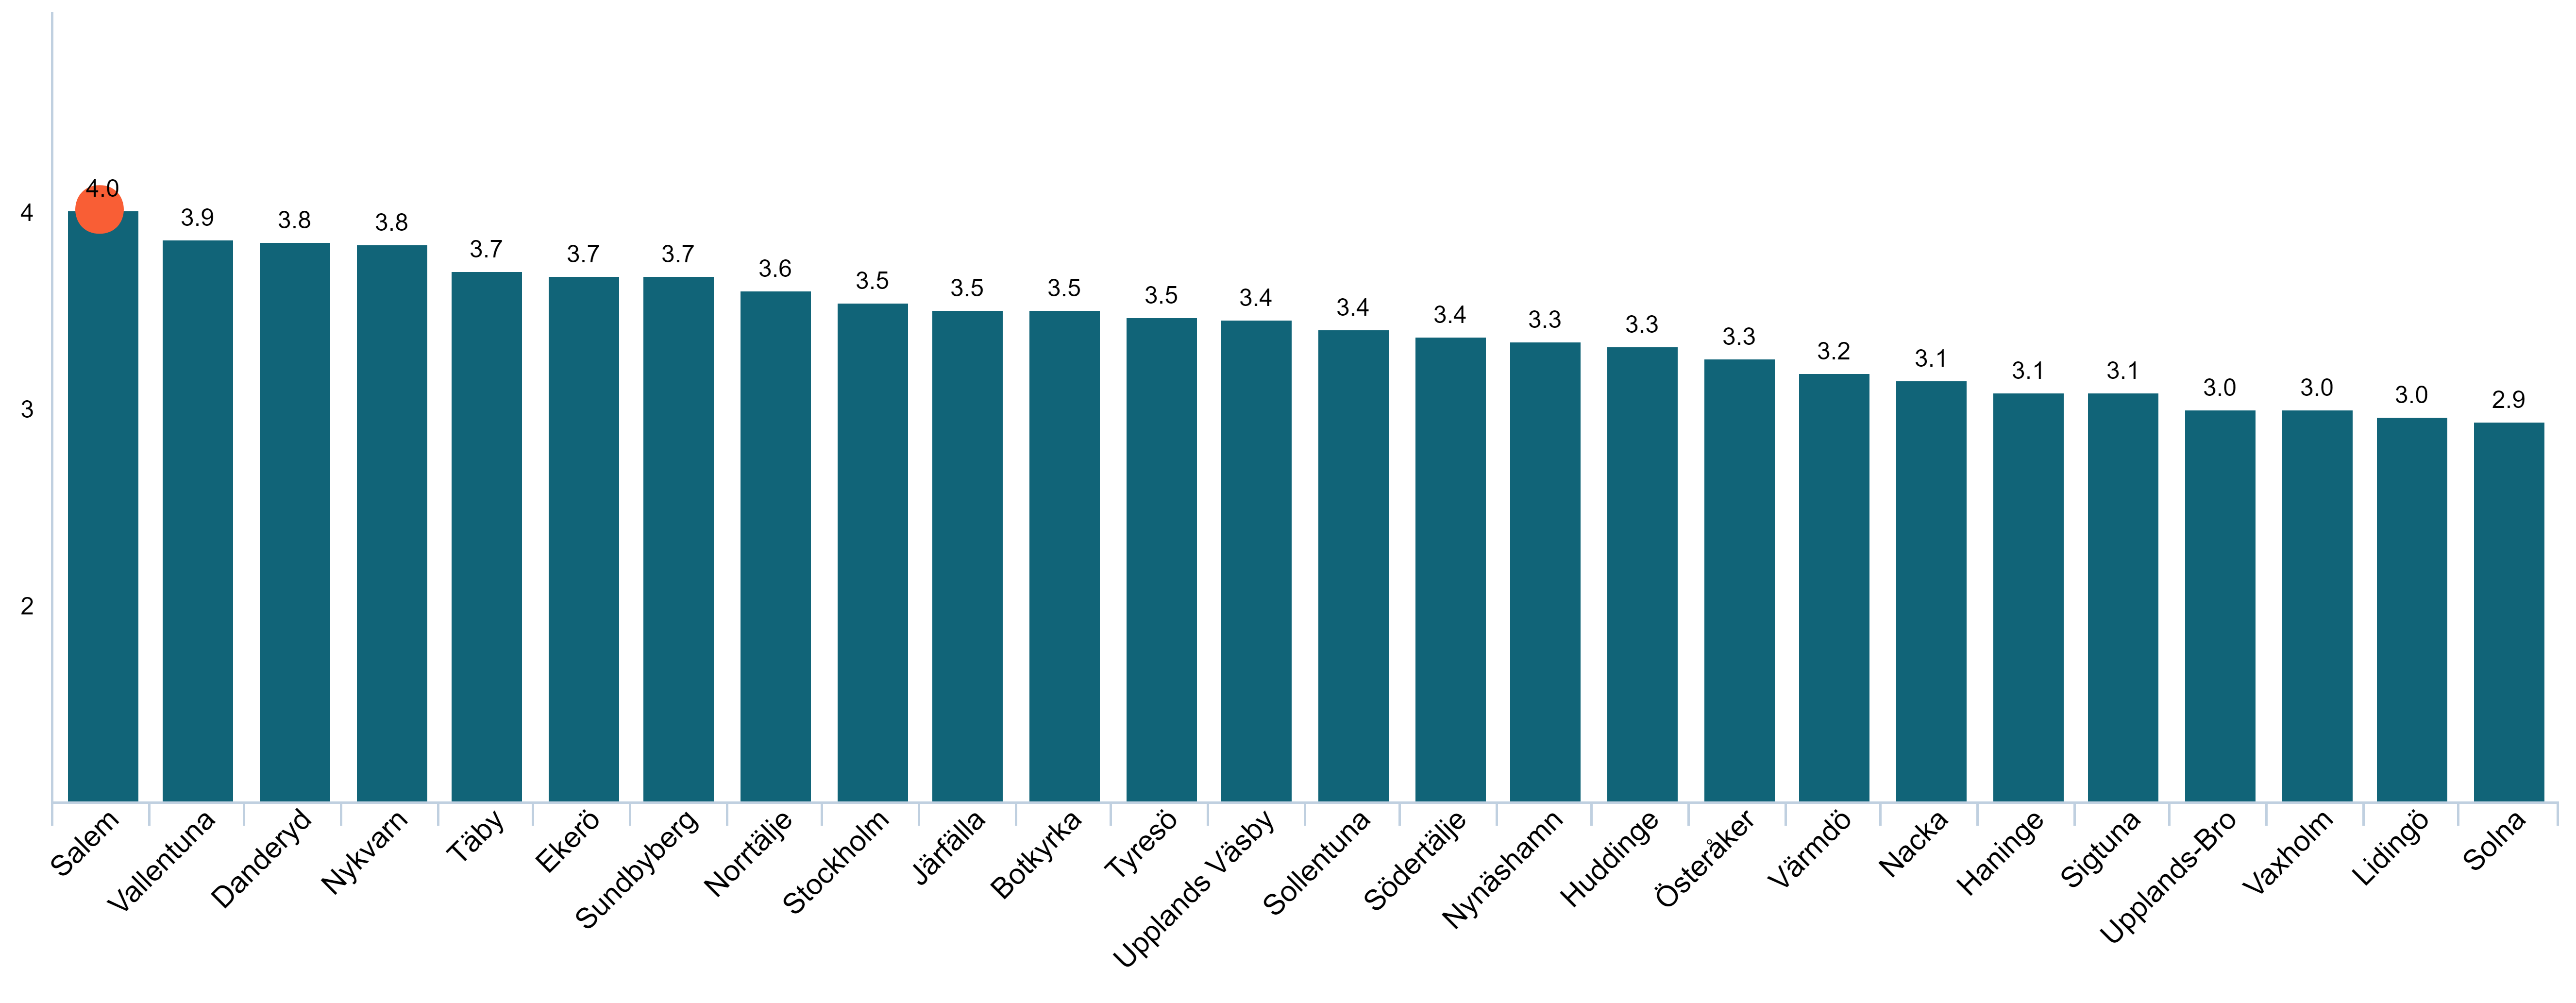 4
3
2
4.0
3.9
3.8
3.8
3.7
3.7
3.7
3.6
3.5
3.5
3.5
3.5
3.4
3.4
3.4
3.3
3.3
3.3
3.2
3.1
3.1
3.1
3.0
3.0
3.0
2.9
Salem
Vallentuna
Danderyd
Nykvarn
Täby
Ekerö
Sundbyberg
Norrtälje
Stockholm
Järfälla
Botkyrka
Tyresö
Upplands Väsby
Sollentuna
Södertälje
Nynäshamn
Huddinge
Österåker
Värmdö
Nacka
Haninge
Sigtuna
Upplands-Bro
Vaxholm
Lidingö
Solna